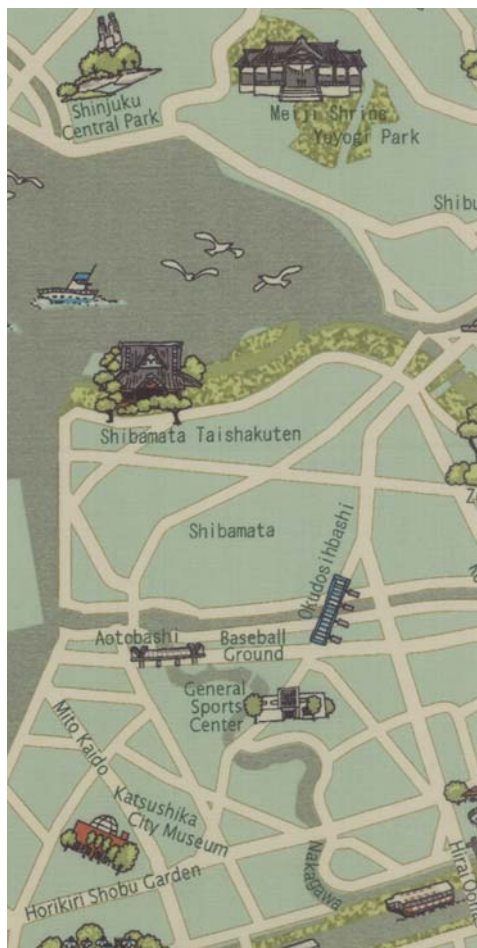 Shinjuku
Central Park
Meiji Shrine
Yoyogi Park
Shibu
Shibamata Taishakuten
Z
Shibamata
Okudosihbashi
Aotobashi
Baseball
Ground
General
Sports
Center
Mito Kaido
Katsushika
City Museum
Horikiri Shobu Garden
Nakagawa